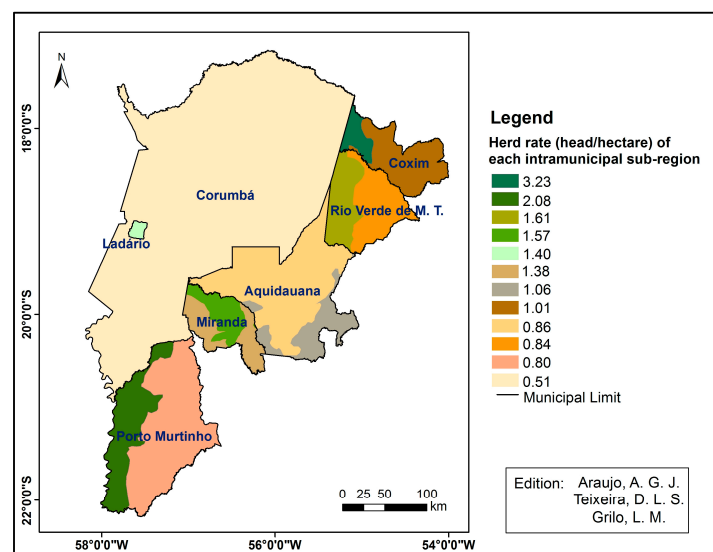 N
18°0'0"S
20°0'0"S
22°0'0"S
58°0'0"W
56°0'0"W
54°0'0"W
Corumbá
Ladário
Coxim
Rio Verde de M. T.
Aquidauana
Miranda
Porto Murtinho
0 25 50 100
km
Legend
Herd rate (head/hectare) of
each intramunicipal sub-region
3.23
2.08
1.61
1.57
1.40
1.38
1.06
1.01
0.86
0.84
0.80
0.51
Municipal Limit
Edition: Araujo, A. G. J.
Teixeira, D. L. S.
Grilo, L. M.